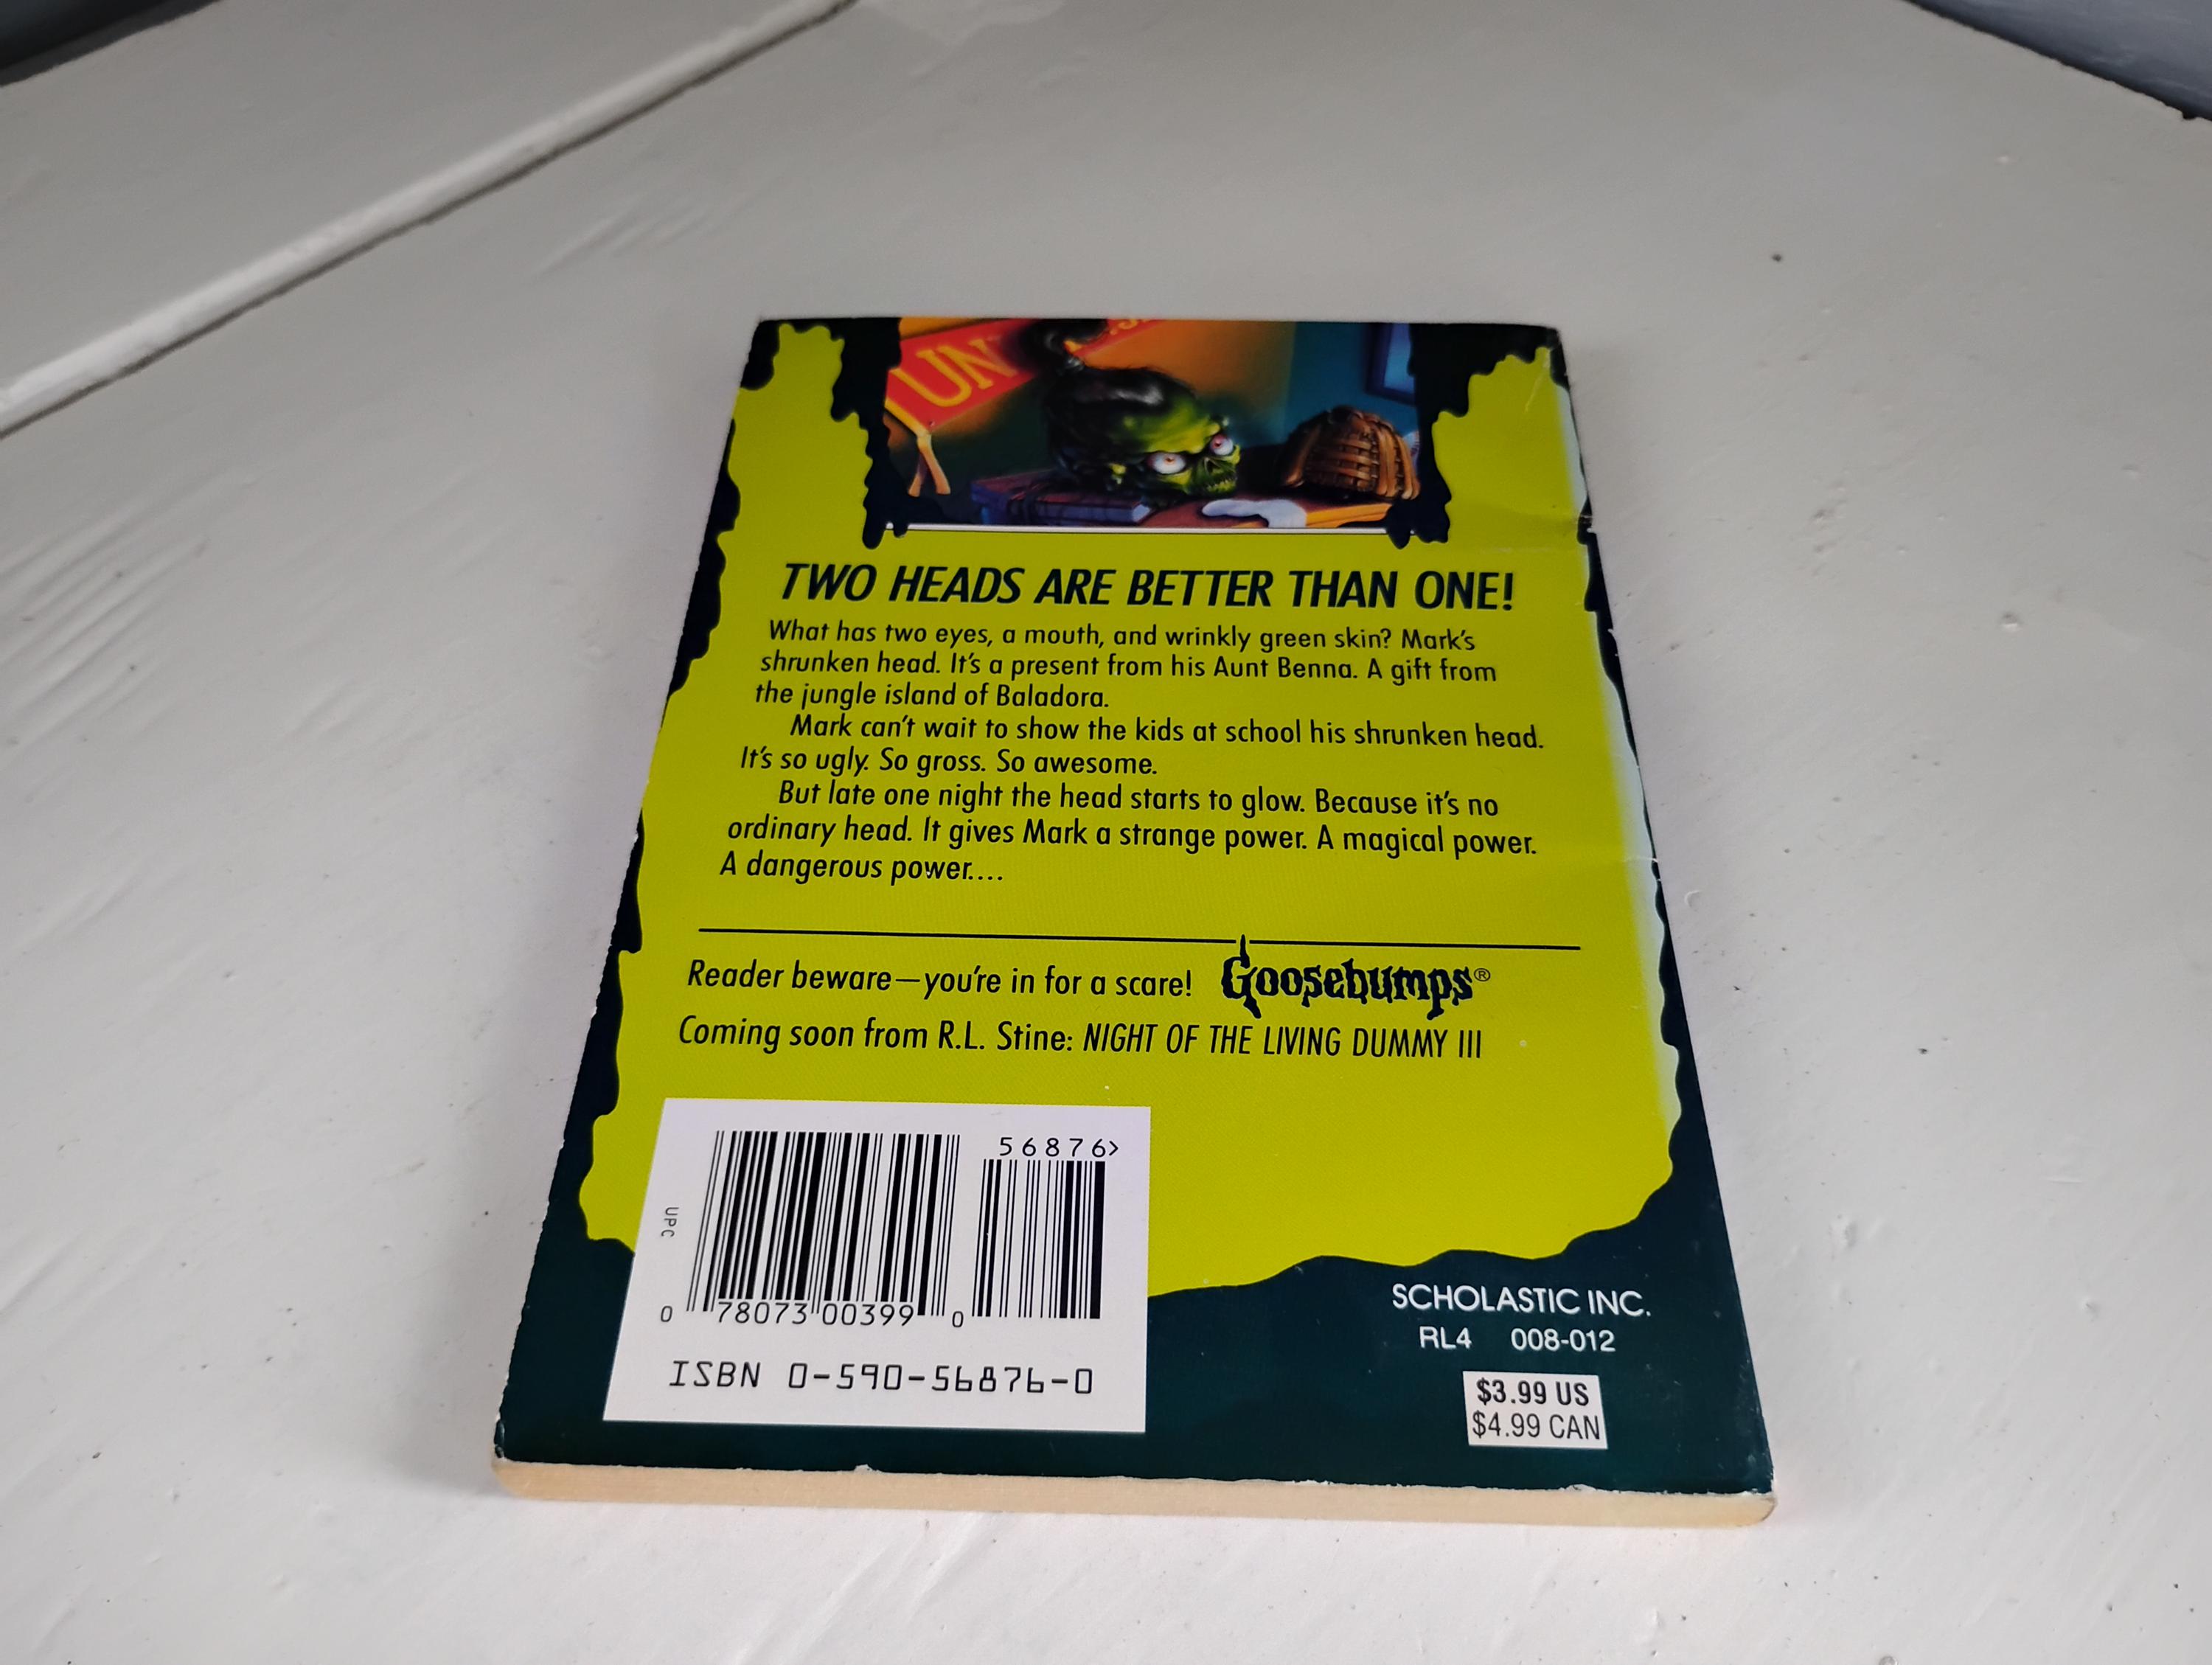 UN
TWO HEADS ARE BETTER THAN ONE!
What has two eyes, a mouth, and wrinkly green skin? Mark's
shrunken head. It's a present from his Aunt Benna. A gift from
the jungle island of Baladora.
Mark can't wait to show the kids at school his shrunken head.
It's so ugly. So gross. So awesome.
But late one night the head starts to glow. Because it's no
ordinary head. It gives Mark a strange power. A magical power.
A dangerous power....
Reader beware—you're in for a scare! Goosebumps®
Coming soon from R.L. Stine: NIGHT OF THE LIVING DUMMY III
56876>
UPC
0 78073 00399 0
ISBN 0-590-56876-0
SCHOLASTIC INC.
RL4 008-012
$3.99 US
$4.99 CAN